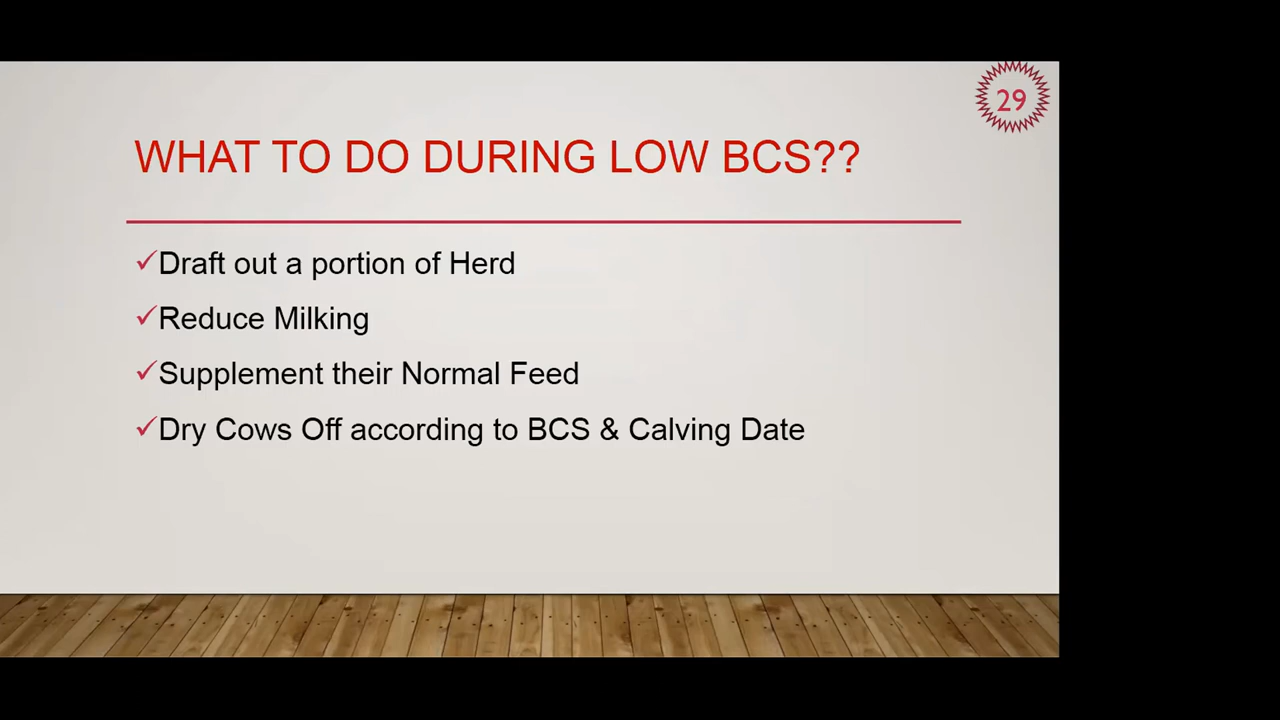 29
WHAT TO DO DURING LOW BCS??
✓Draft out a portion of Herd
✓Reduce Milking
✓Supplement their Normal Feed
✓Dry Cows Off according to BCS & Calving Date